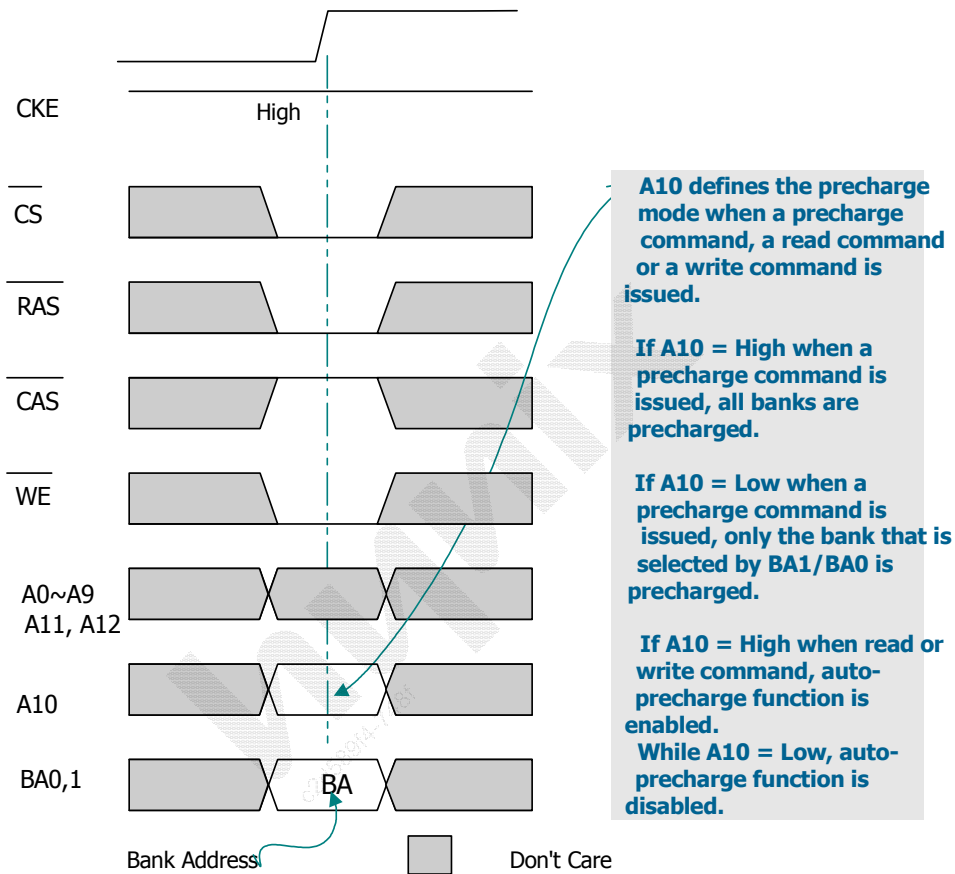 CKE
High
CS
RAS
CAS
WE
A0~A9
A11, A12
A10
BA0,1
BA
Bank Address
Don't Care
A10 defines the precharge
mode when a precharge
command, a read command
or a write command is
issued.
If A10 = High when a
precharge command is
issued, all banks are
precharged.
If A10 = Low when a
precharge command is
issued, only the bank that is
selected by BA1/BA0 is
precharged.
If A10 = High when read or
write command, auto-
precharge function is
enabled.
While A10 = Low, auto-
precharge function is
disabled.